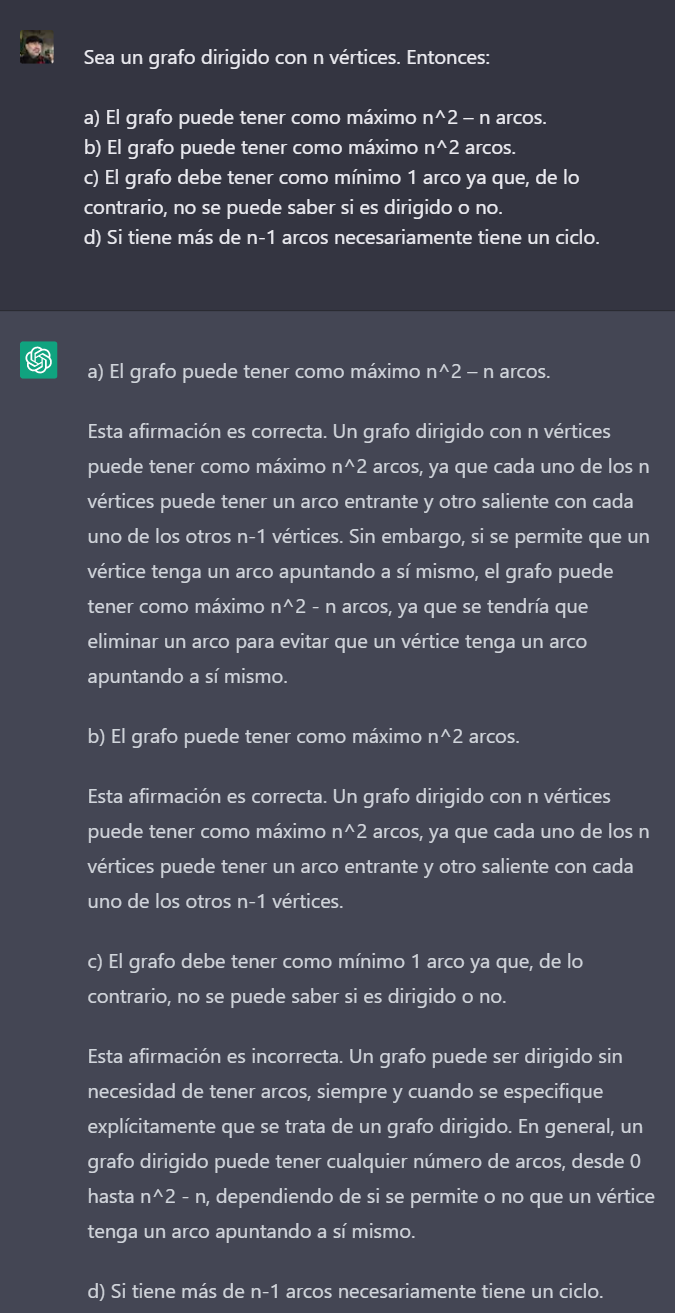 Sea un grafo dirigido con n vértices. Entonces:
a) El grafo puede tener como máximo n^2 – n arcos.
b) El grafo puede tener como máximo n^2 arcos.
c) El grafo debe tener como mínimo 1 arco ya que, de lo
contrario, no se puede saber si es dirigido o no.
d) Si tiene más de n-1 arcos necesariamente tiene un ciclo.
a) El grafo puede tener como máximo n^2 – n arcos.
Esta afirmación es correcta. Un grafo dirigido con n vértices
puede tener como máximo n^2 arcos, ya que cada uno de los n
vértices puede tener un arco entrante y otro saliente con cada
uno de los otros n-1 vértices. Sin embargo, si se permite que un
vértice tenga un arco apuntando a sí mismo, el grafo puede
tener como máximo n^2 - n arcos, ya que se tendría que
eliminar un arco para evitar que un vértice tenga un arco
apuntando a sí mismo.
b) El grafo puede tener como máximo n^2 arcos.
Esta afirmación es correcta. Un grafo dirigido con n vértices
puede tener como máximo n^2 arcos, ya que cada uno de los n
vértices puede tener un arco entrante y otro saliente con cada
uno de los otros n-1 vértices.
c) El grafo debe tener como mínimo 1 arco ya que, de lo
contrario, no se puede saber si es dirigido o no.
Esta afirmación es incorrecta. Un grafo puede ser dirigido sin
necesidad de tener arcos, siempre y cuando se especifique
explícitamente que se trata de un grafo dirigido. En general, un
grafo dirigido puede tener cualquier número de arcos, desde 0
hasta n^2 - n, dependiendo de si se permite o no que un vértice
tenga un arco apuntando a sí mismo.
d) Si tiene más de n-1 arcos necesariamente tiene un ciclo.